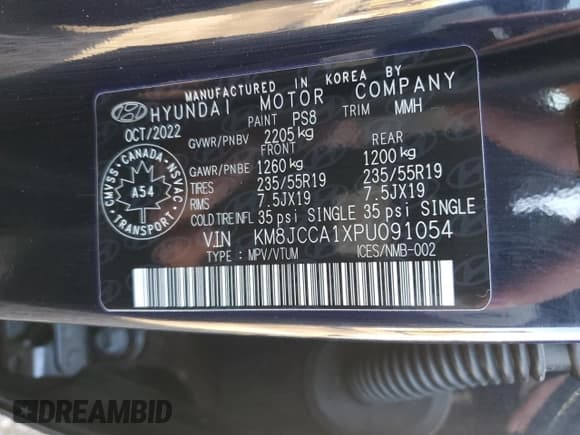 MANUFACTURED IN KOREA BY
HYUNDAI MOTOR COMPANY
OCT/2022 PAINT PS8 TRIM MMH
GVWR/PNBV 2205 kg
FRONT REAR
GAWR/PNBE 1260 kg 1200 kg
TIRES 235/55R19 235/55R19
RIMS 7.5JX19 7.5JX19
COLD TIRE INFL 35 psi SINGLE 35 psi SINGLE
VIN KM8JCCA1XPU091054
TYPE : MPV/VTUM ICES/NMB-002
CMVSS - CANADA - NSVAC
A54
DREAMBID